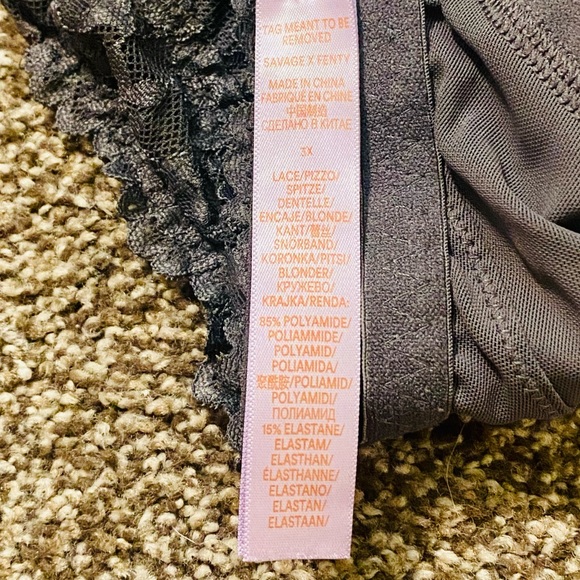 TAG MEANT TO BE
REMOVED
SAVAGE X FENTY
MADE IN CHINA
FABRIQUÉ EN CHINE
中国制造
СДЕЛАНО В КИТАЕ
3X
LACE/PIZZO/
SPITZE/
DENTELLE/
ENCAJE/BLONDE/
KANT/蕾丝/
SNORBAND/
KORONKA/PITSI/
BLONDER/
КРУЖЕВО/
KRAJKA/RENDA:
85% POLYAMIDE/
POLIAMMIDE/
POLYAMID/
POLIAMIDA/
聚酰胺/POLIAMID/
POLYAMIDI/
ПОЛИАМИД
15% ELASTANE/
ELASTAM/
ELASTHAN/
ÉLASTHANNE/
ELASTANO/
ELASTAN/
ELASTAAN/